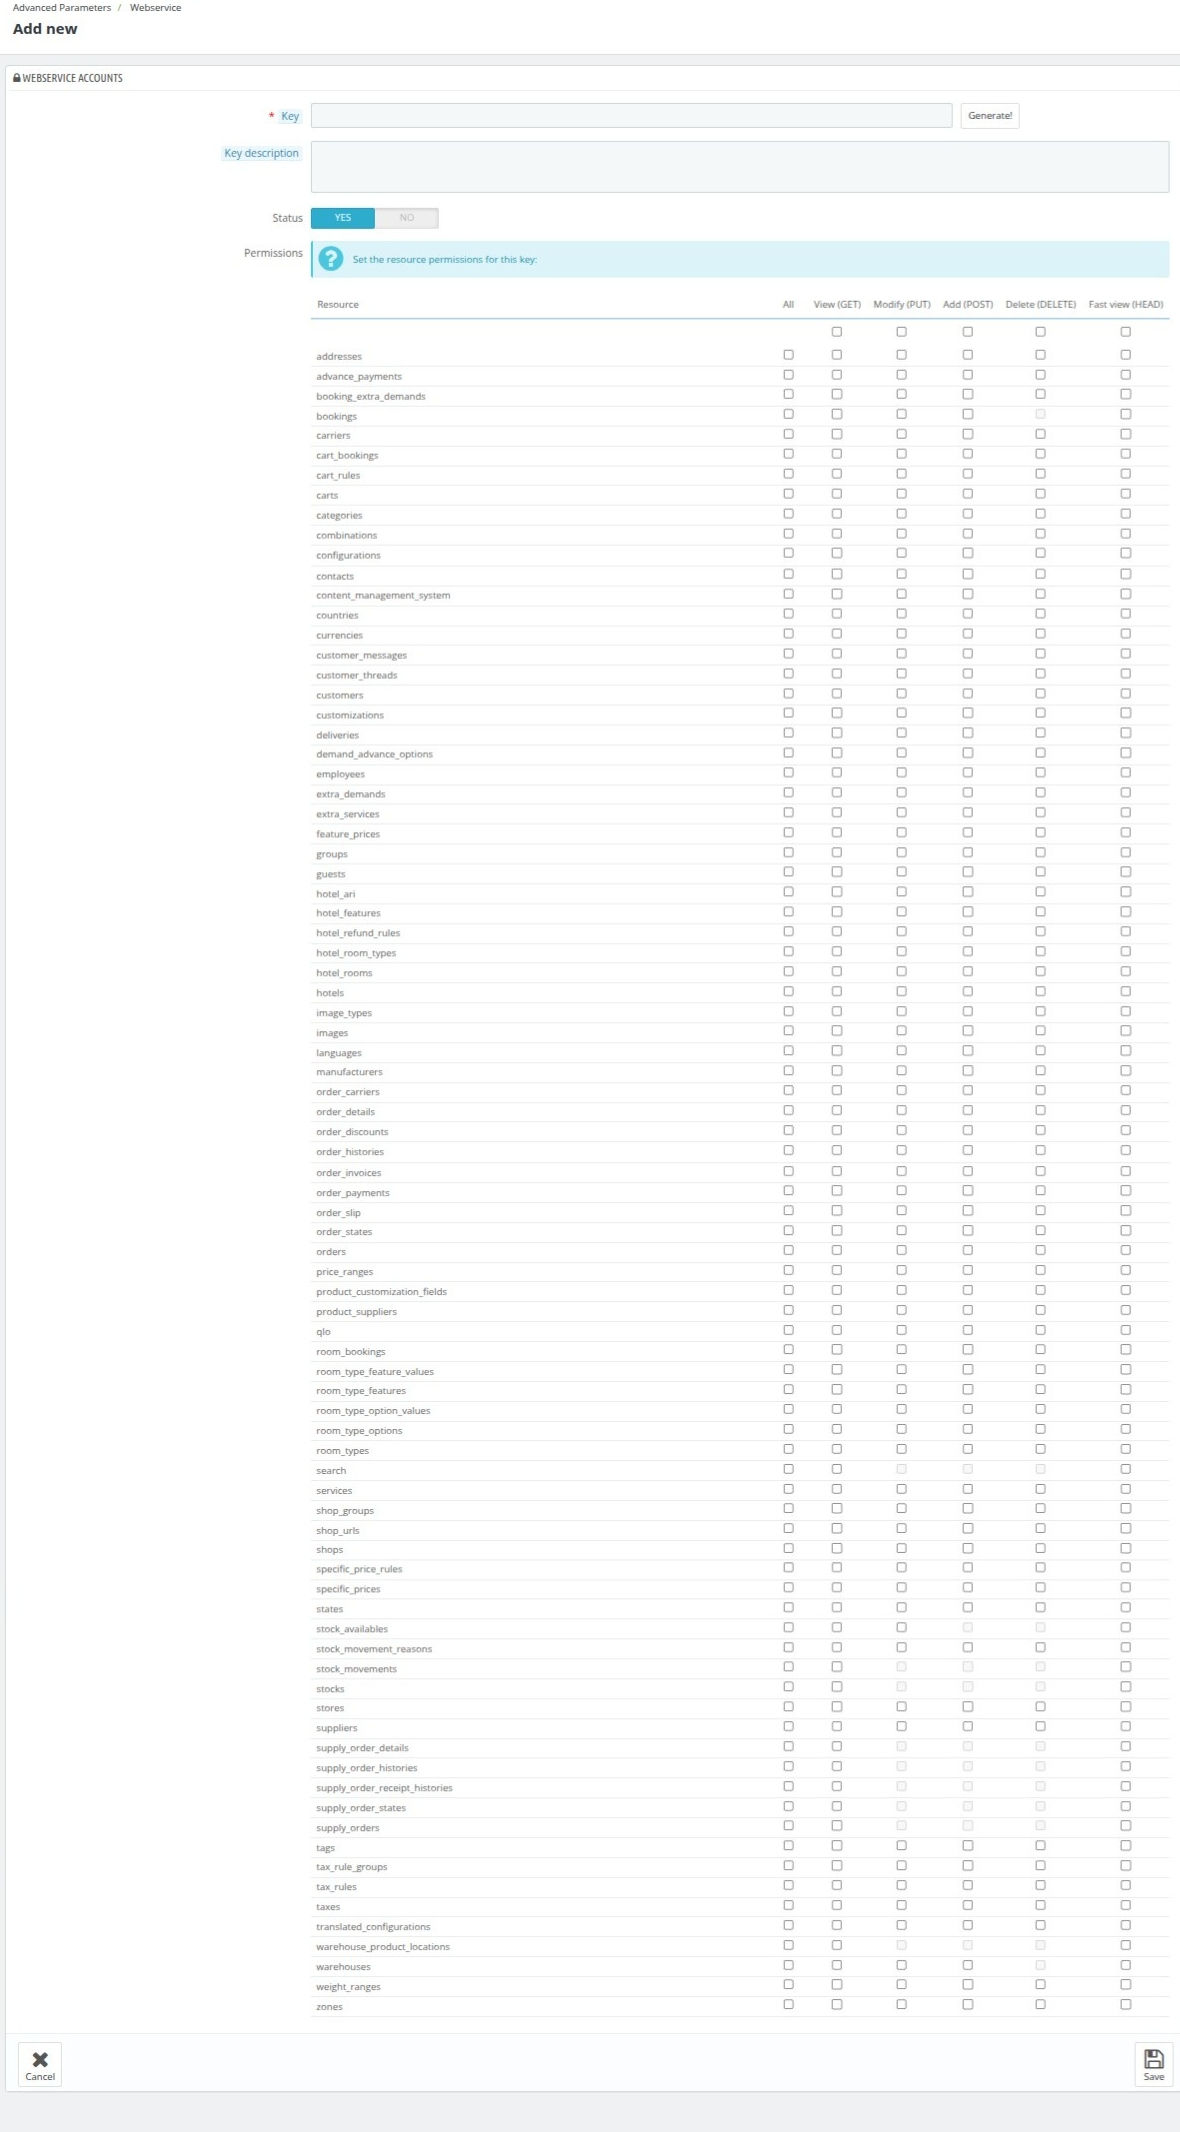 Advanced Parameters / Webservice
Add new
WEBSERVICE ACCOUNTS
* Key Generate!
Key description
Status YES NO
Permissions ? Set the resource permissions for this key:
Resource All View (GET) Modify (PUT) Add (POST) Delete (DELETE) Fast view (HEAD)
addresses
advance_payments
booking_extra_demands
bookings
carriers
cart_bookings
cart_rules
carts
categories
combinations
configurations
contacts
content_management_system
countries
currencies
customer_messages
customer_threads
customers
customizations
deliveries
demand_advance_options
employees
extra_demands
extra_services
feature_prices
groups
guests
hotel_ari
hotel_features
hotel_refund_rules
hotel_room_types
hotel_rooms
hotels
image_types
images
languages
manufacturers
order_carriers
order_details
order_discounts
order_histories
order_invoices
order_payments
order_slip
order_states
orders
price_ranges
product_customization_fields
product_suppliers
qlo
room_bookings
room_type_feature_values
room_type_features
room_type_option_values
room_type_options
room_types
search
services
shop_groups
shop_urls
shops
specific_price_rules
specific_prices
states
stock_availables
stock_movement_reasons
stock_movements
stocks
stores
suppliers
supply_order_details
supply_order_histories
supply_order_receipt_histories
supply_order_states
supply_orders
tags
tax_rule_groups
tax_rules
taxes
translated_configurations
warehouse_product_locations
warehouses
weight_ranges
zones
Cancel Save